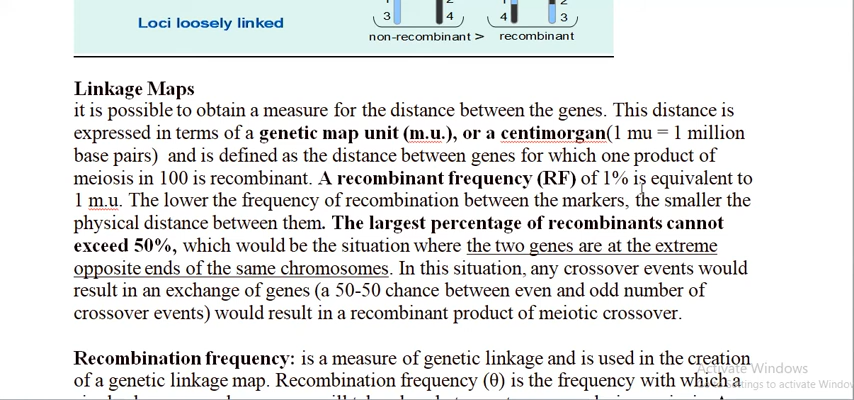 1 2 1 2
Loci loosely linked
3 4 4 3
non-recombinant > recombinant
Linkage Maps
it is possible to obtain a measure for the distance between the genes. This distance is
expressed in terms of a genetic map unit (m.u.), or a centimorgan(1 mu = 1 million
base pairs) and is defined as the distance between genes for which one product of
meiosis in 100 is recombinant. A recombinant frequency (RF) of 1% is equivalent to
1 m.u. The lower the frequency of recombination between the markers, the smaller the
physical distance between them. The largest percentage of recombinants cannot
exceed 50%, which would be the situation where the two genes are at the extreme
opposite ends of the same chromosomes. In this situation, any crossover events would
result in an exchange of genes (a 50-50 chance between even and odd number of
crossover events) would result in a recombinant product of meiotic crossover.
Recombination frequency: is a measure of genetic linkage and is used in the creation
Activate Windows
of a genetic linkage map. Recombination frequency (θ) is the frequency with which a
Settings to activate Windows